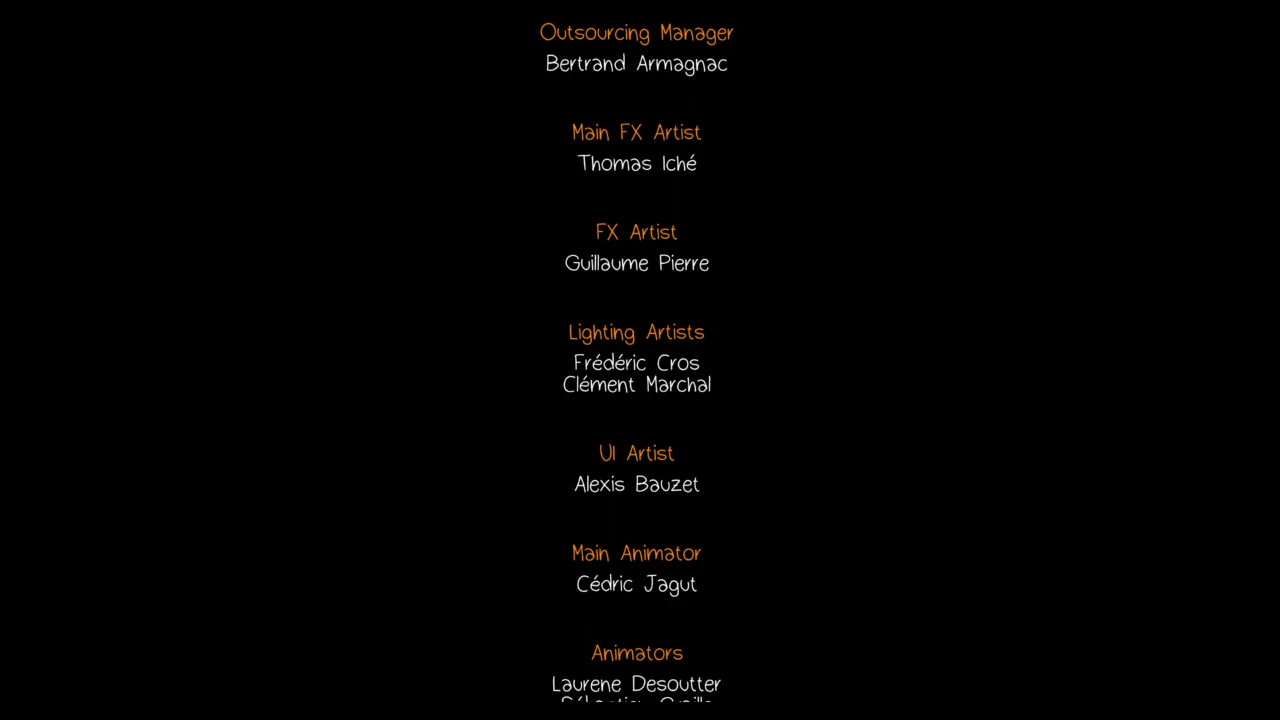 Outsourcing Manager
Bertrand Armagnac
Main FX Artist
Thomas Iché
FX Artist
Guillaume Pierre
Lighting Artists
Frédéric Cros
Clément Marchal
UI Artist
Alexis Bauzet
Main Animator
Cédric Jagut
Animators
Laurene Desoutter